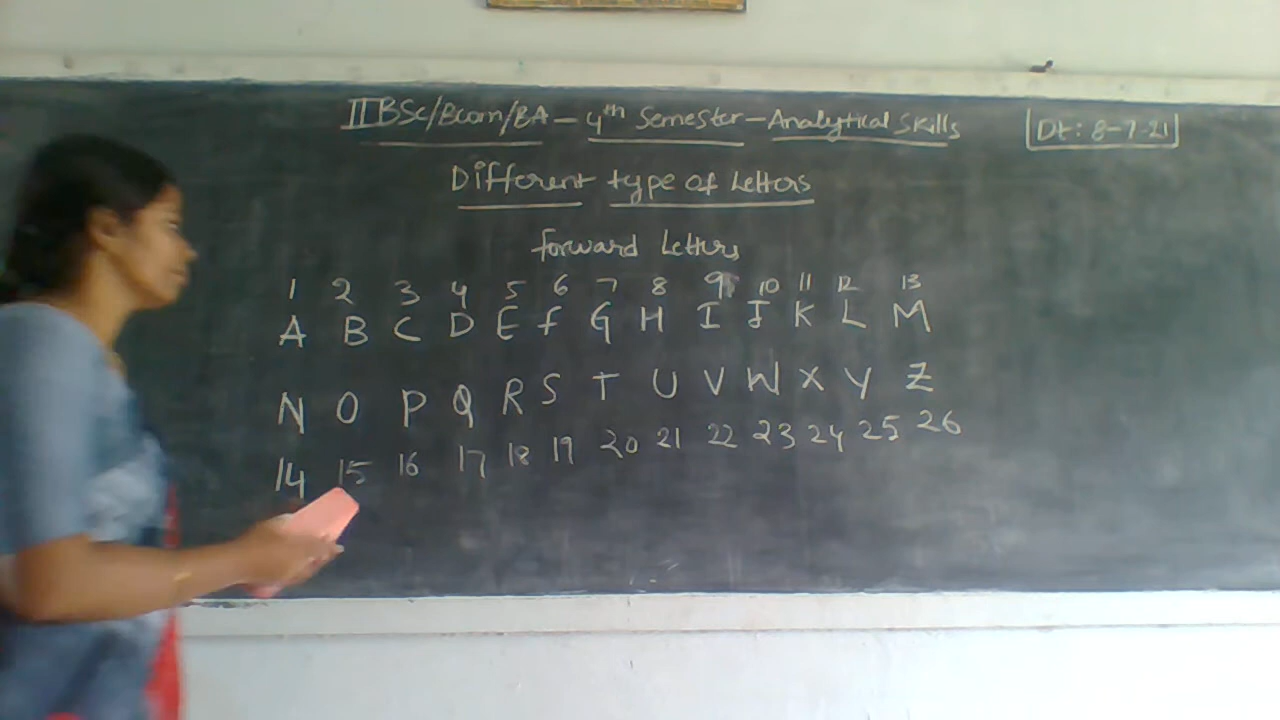 II BSc/Bcom/BA - 4th Semester - Analytical Skills
Dt: 8-7-21
Different type of Letters
forward Letters
1 2 3 4 5 6 7 8 9 10 11 12 13
A B C D E f G H I J K L M
N O P Q R S T U V W X Y Z
14 15 16 17 18 19 20 21 22 23 24 25 26